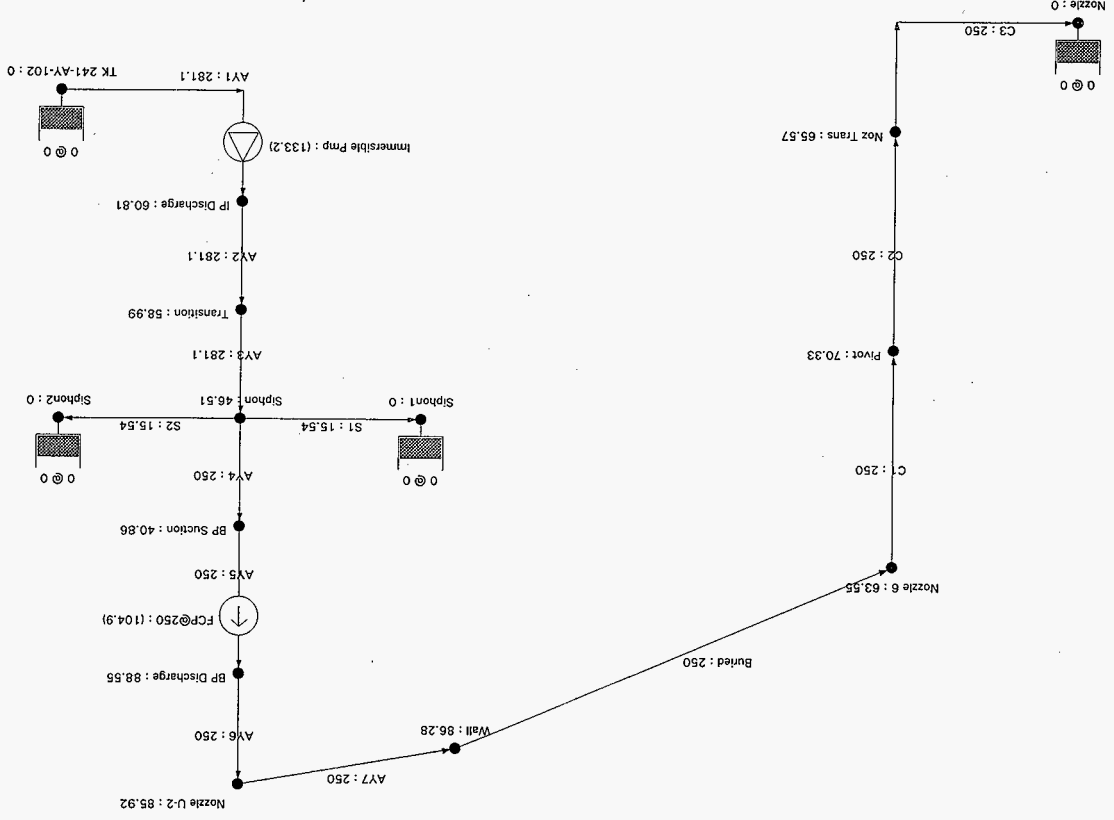 Nozzle U-2 : 85.92
AY7 : 250
AY6 : 250
Wall : 86.28
BP Discharge : 88.55
Buried : 250
FCP@250 : (104.9)
Nozzle 6 : 63.55
AY5 : 250
BP Suction : 40.86
0 @ 0
0 @ 0
C1 : 250
AY4 : 250
S1 : 15.54
S2 : 15.54
Siphon1 : 0
Siphon : 46.51
Siphon2 : 0
Pivot : 70.33
AY3 : 281.1
Transition : 58.99
C2 : 250
AY2 : 281.1
IP Discharge : 60.81
0 @ 0
Immersible Pmp : (133.2)
Noz Trans : 65.57
0 @ 0
AY1 : 281.1
TK 241-AY-102 : 0
C3 : 250
Nozzle : 0